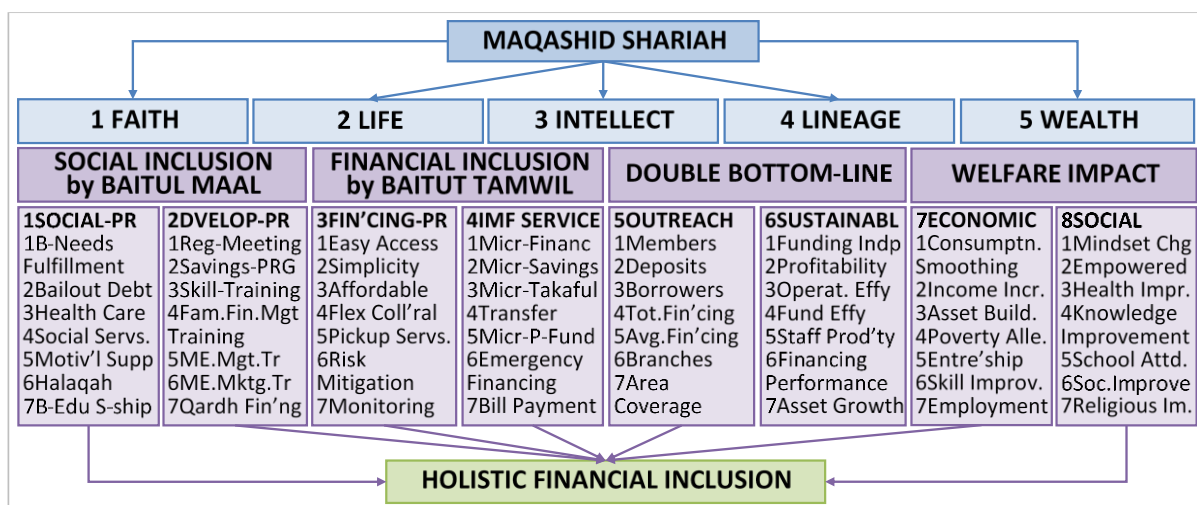 MAQASHID SHARIAH
1 FAITH
2 LIFE
3 INTELLECT
4 LINEAGE
5 WEALTH
SOCIAL INCLUSION
by BAITUL MAAL
FINANCIAL INCLUSION
by BAITUT TAMWIL
DOUBLE BOTTOM-LINE
WELFARE IMPACT
1SOCIAL-PR
1B-Needs
Fulfillment
2Bailout Debt
3Health Care
4Social Servs.
5Motiv'l Supp
6Halaqah
7B-Edu S-ship
2DVELOP-PR
1Reg-Meeting
2Savings-PRG
3Skill-Training
4Fam.Fin.Mgt
Training
5ME.Mgt.Tr
6ME.Mktg.Tr
7Qardh Fin'ng
3FIN'CING-PR
1Easy Access
2Simplicity
3Affordable
4Flex Coll'ral
5Pickup Servs.
6Risk
Mitigation
7Monitoring
4IMF SERVICE
1Micr-Financ
2Micr-Savings
3Micr-Takaful
4Transfer
5Micr-P-Fund
6Emergency
Financing
7Bill Payment
5OUTREACH
1Members
2Deposits
3Borrowers
4Tot.Fin'cing
5Avg.Fin'cing
6Branches
7Area
Coverage
6SUSTAINABL
1Funding Indp
2Profitability
3Operat. Effy
4Fund Effy
5Staff Prod'ty
6Financing
Performance
7Asset Growth
7ECONOMIC
1Consumptn.
Smoothing
2Income Incr.
3Asset Build.
4Poverty Alle.
5Entre'ship
6Skill Improv.
7Employment
8SOCIAL
1Mindset Chg
2Empowered
3Health Impr.
4Knowledge
Improvement
5School Attd.
6Soc.Improve
7Religious Im.
HOLISTIC FINANCIAL INCLUSION